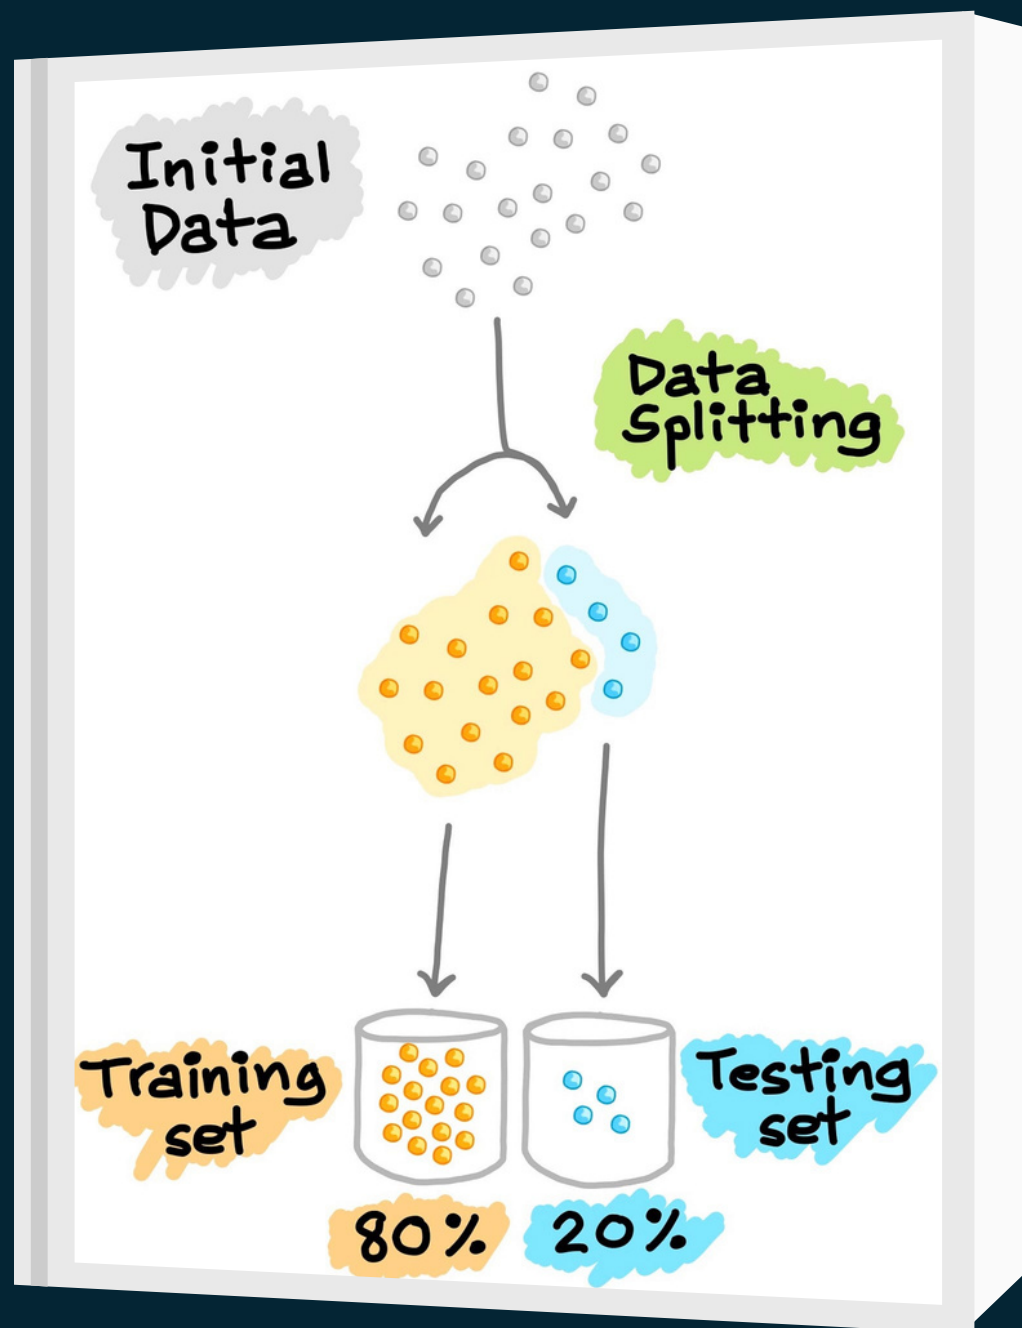 Initial
Data
Data
Splitting
Training
set
Testing
set
80%
20%